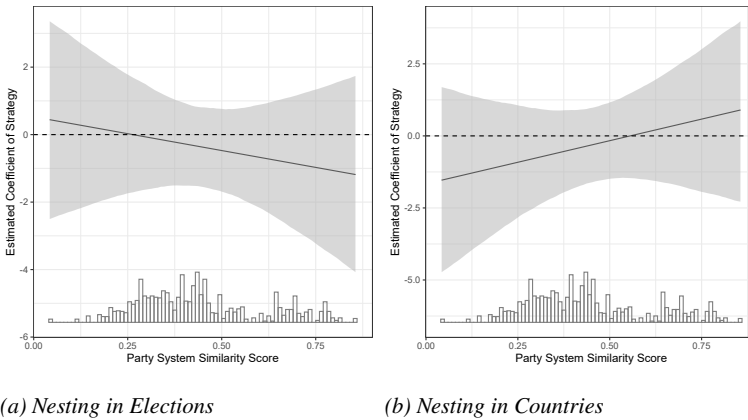 Estimated Coefficient of Strategy
2
0
-2
-4
-6
0.00
0.25
0.50
0.75
Party System Similarity Score
(a) Nesting in Elections
Estimated Coefficient of Strategy
2.5
0.0
-2.5
-5.0
0.00
0.25
0.50
0.75
Party System Similarity Score
(b) Nesting in Countries